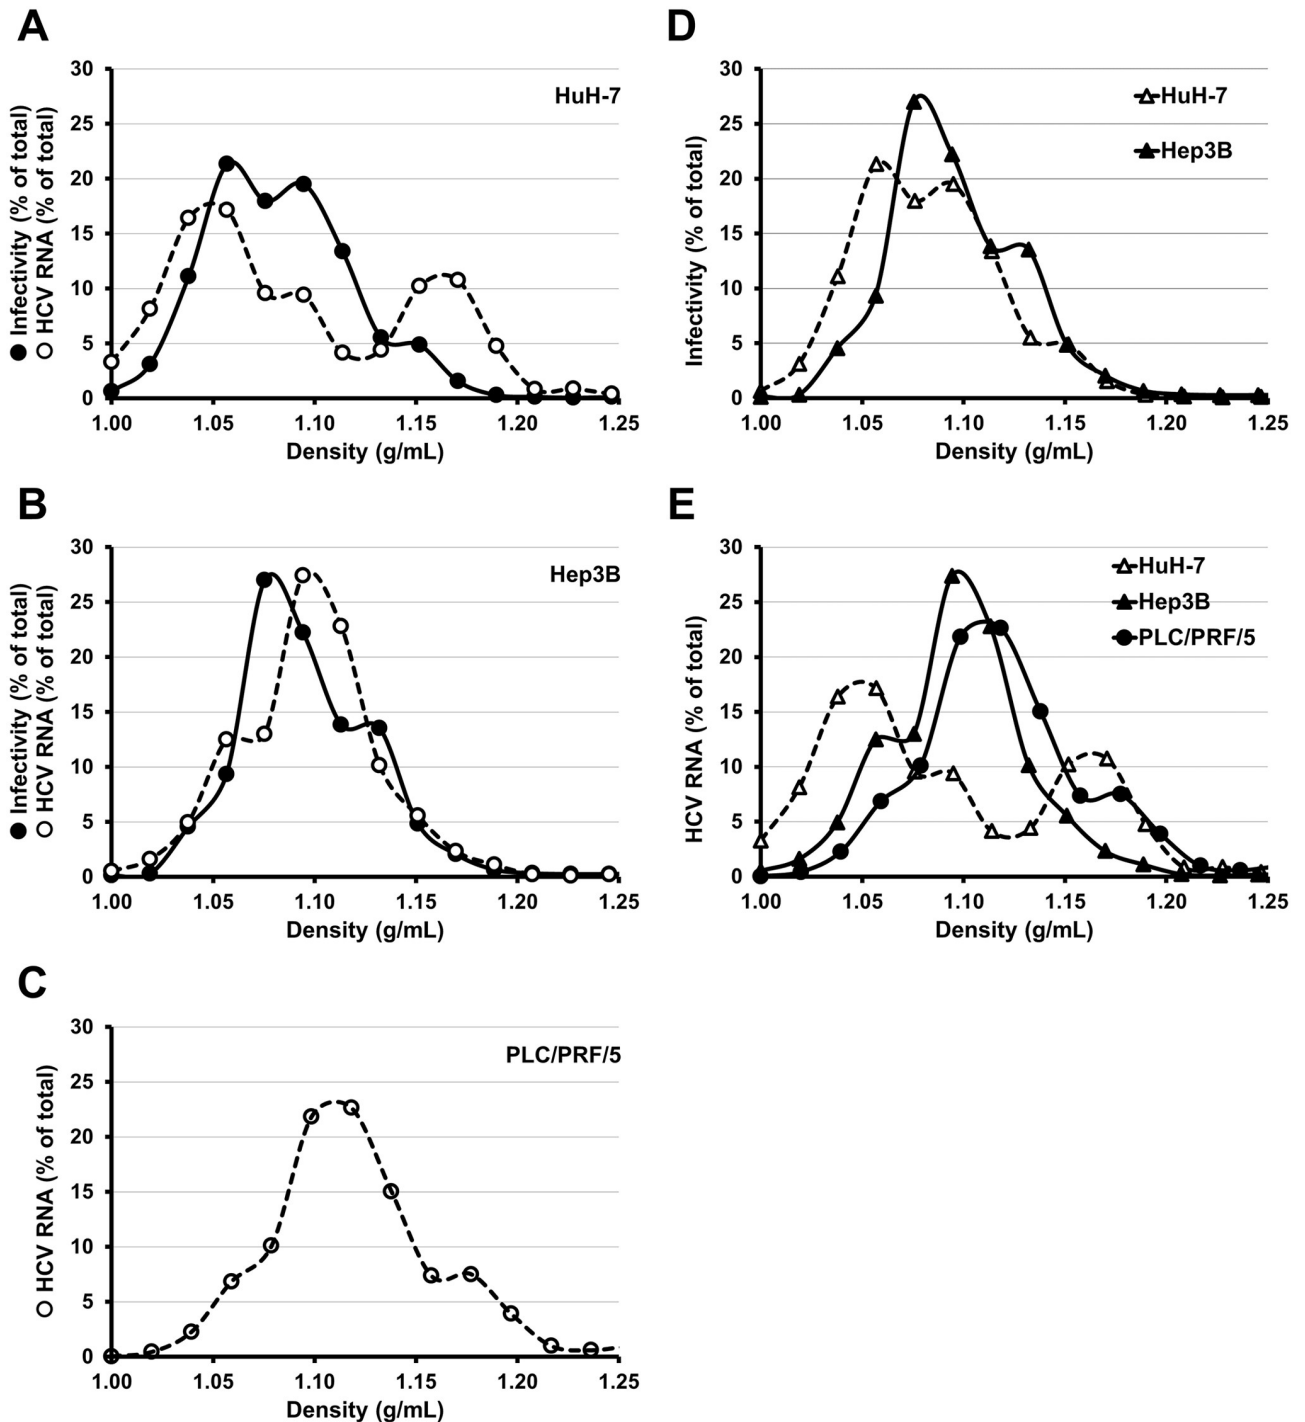 A
HuH-7
● Infectivity (% of total)
○ HCV RNA (% of total)
30
25
20
15
10
5
0
1.00 1.05 1.10 1.15 1.20 1.25
Density (g/mL)
D
HuH-7
Hep3B
Infectivity (% of total)
30
25
20
15
10
5
0
1.00 1.05 1.10 1.15 1.20 1.25
Density (g/mL)
B
Hep3B
● Infectivity (% of total)
○ HCV RNA (% of total)
30
25
20
15
10
5
0
1.00 1.05 1.10 1.15 1.20 1.25
Density (g/mL)
E
HuH-7
Hep3B
PLC/PRF/5
HCV RNA (% of total)
30
25
20
15
10
5
0
1.00 1.05 1.10 1.15 1.20 1.25
Density (g/mL)
C
PLC/PRF/5
○ HCV RNA (% of total)
30
25
20
15
10
5
0
1.00 1.05 1.10 1.15 1.20 1.25
Density (g/mL)